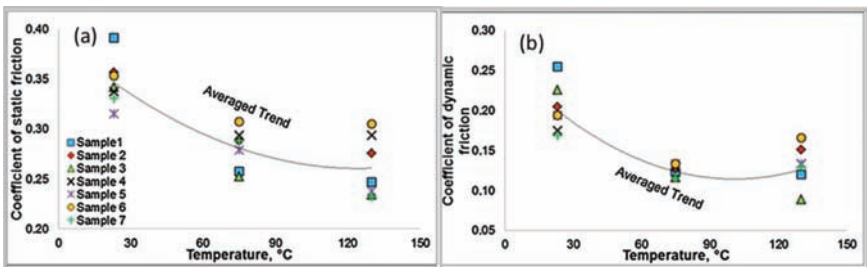 (a)
Coefficient of static friction
0.40
0.35
0.30
0.25
0.20
Averaged Trend
Sample1
Sample 2
Sample 3
Sample 4
Sample 5
Sample 6
Sample 7
0
30
60
90
120
150
Temperature, °C
(b)
Coefficient of dynamic
friction
0.30
0.25
0.20
0.15
0.10
0.05
Averaged Trend
0
30
60
90
120
150
Temperature, °C